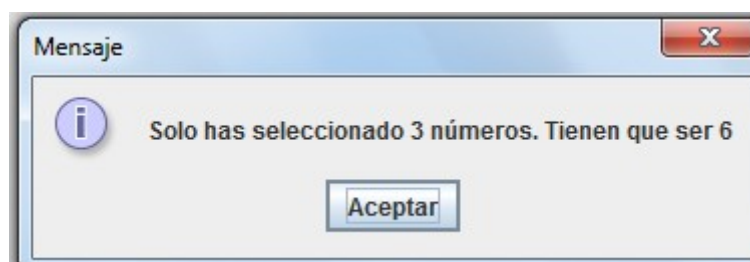 Mensaje
Solo has seleccionado 3 números. Tienen que ser 6
Aceptar